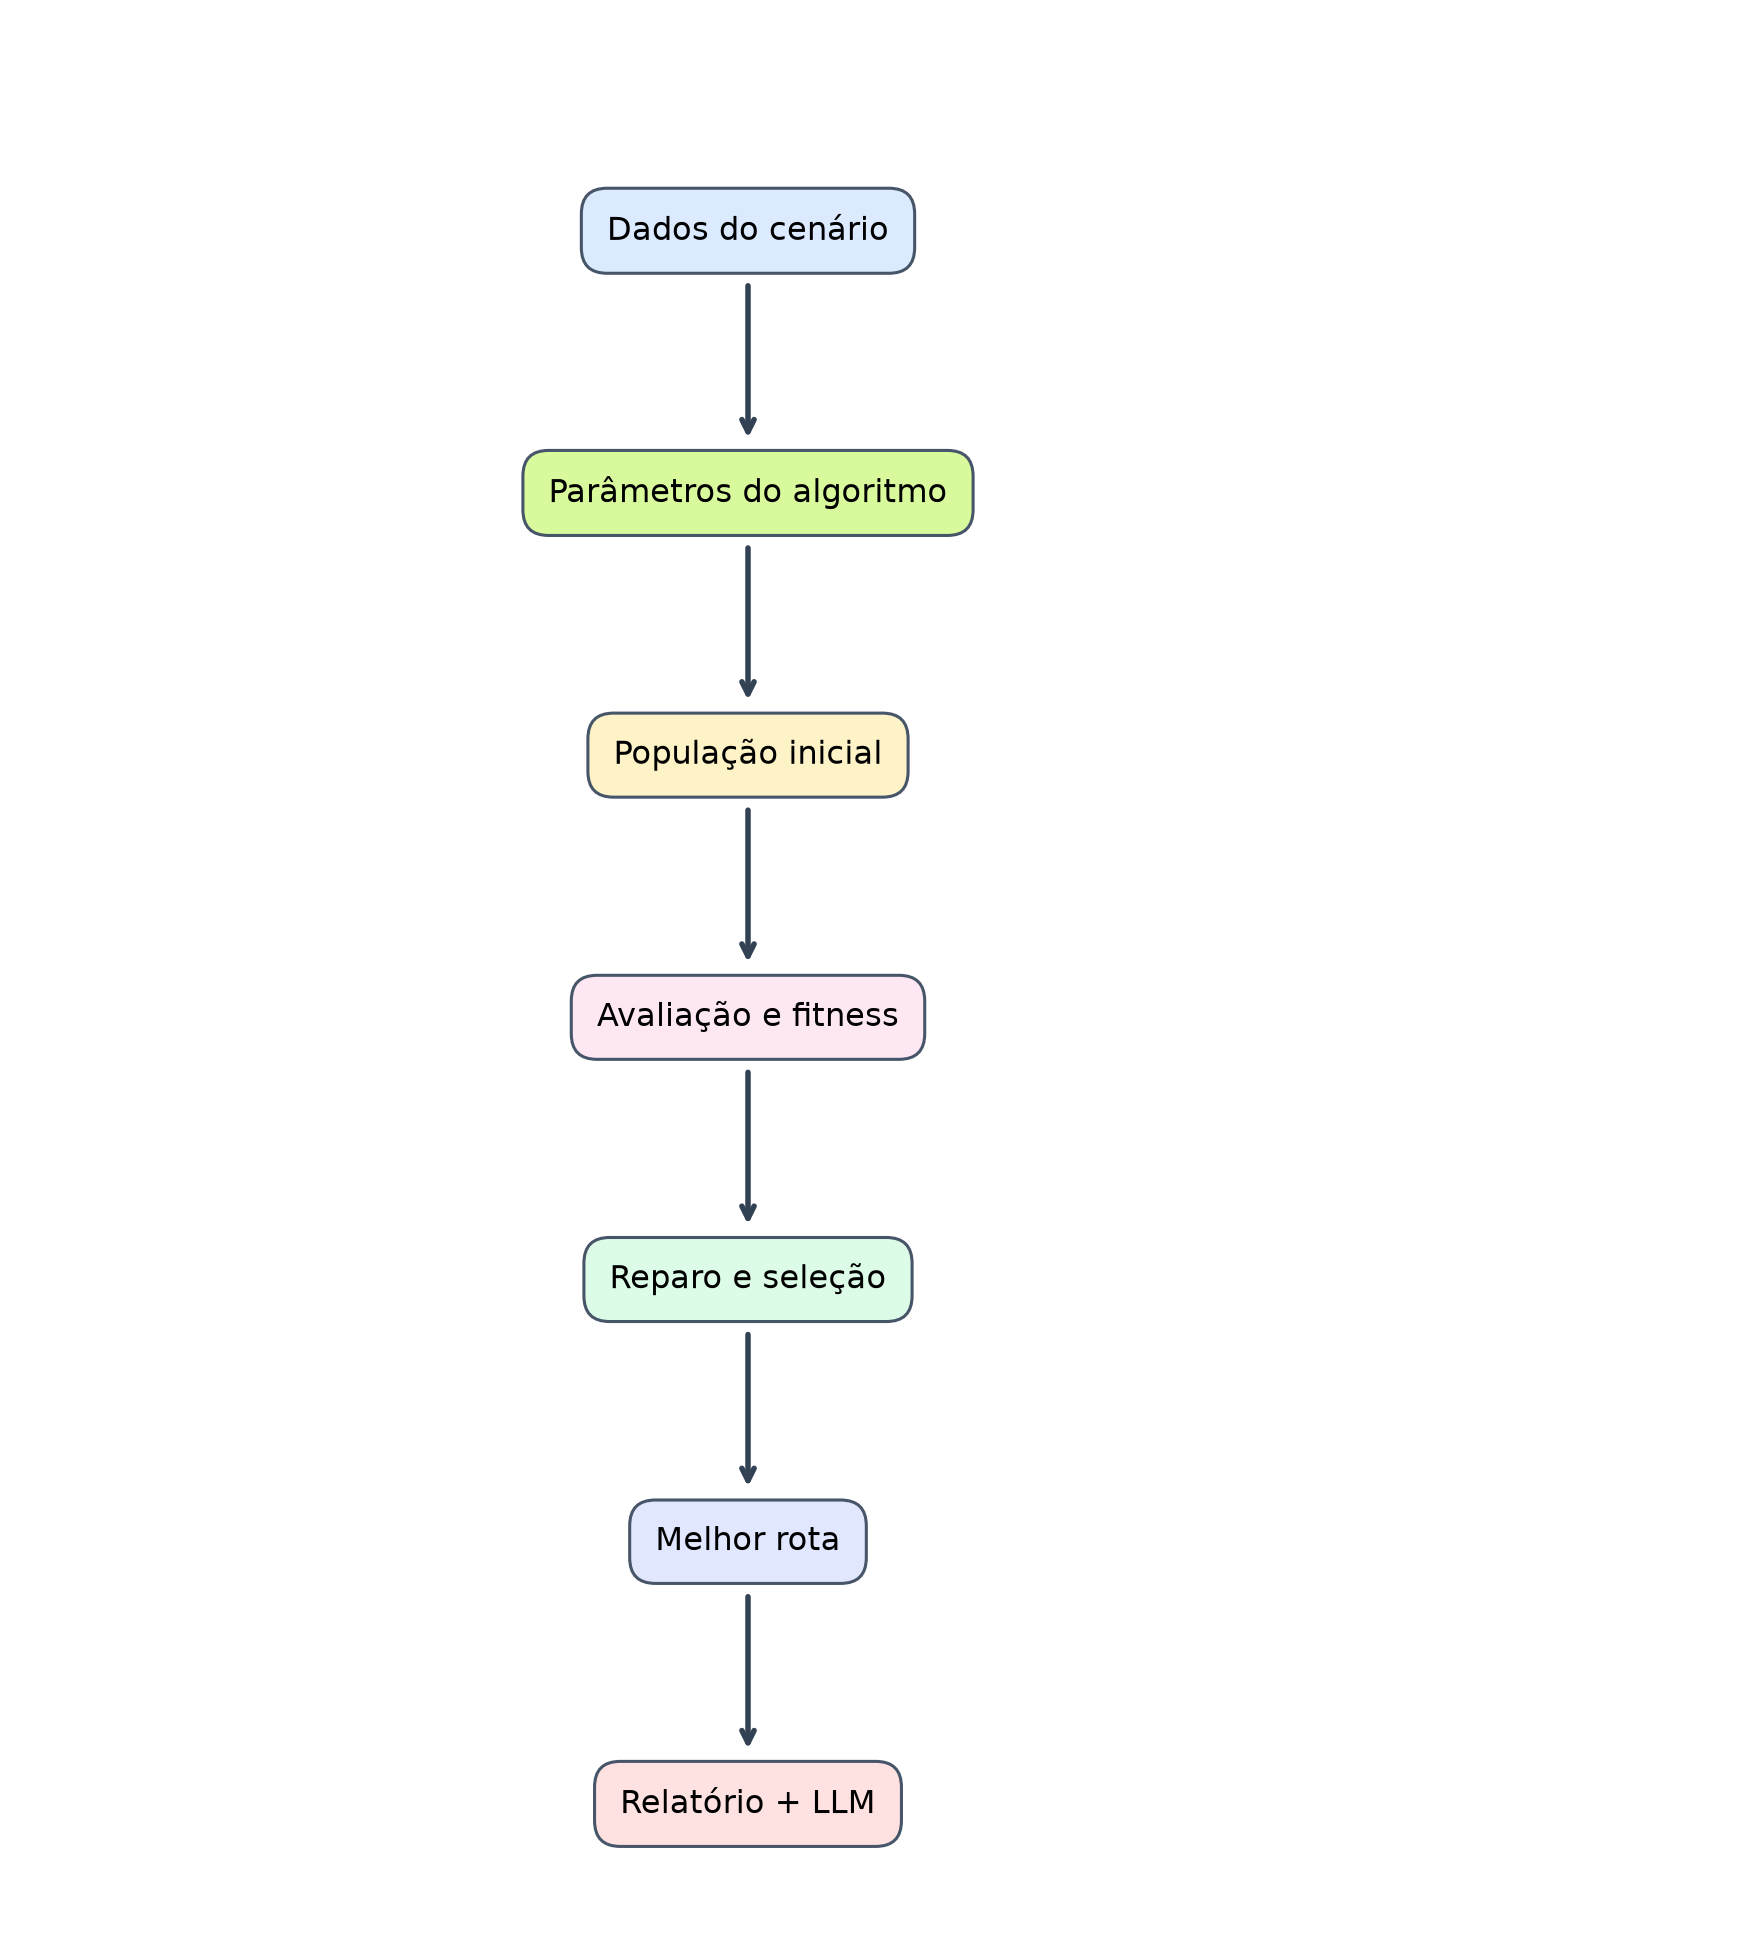 Dados do cenário
Parâmetros do algoritmo
População inicial
Avaliação e fitness
Reparo e seleção
Melhor rota
Relatório + LLM